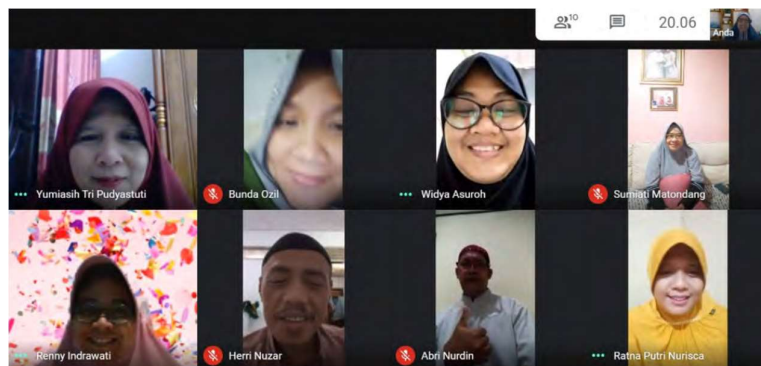 10
20.06
Anda
Yumiasih Tri Pudyastuti
Bunda Ozil
Widya Asuroh
Sumiati Matondang
Renny Indrawati
Herri Nuzar
Abri Nurdin
Ratna Putri Nurisca